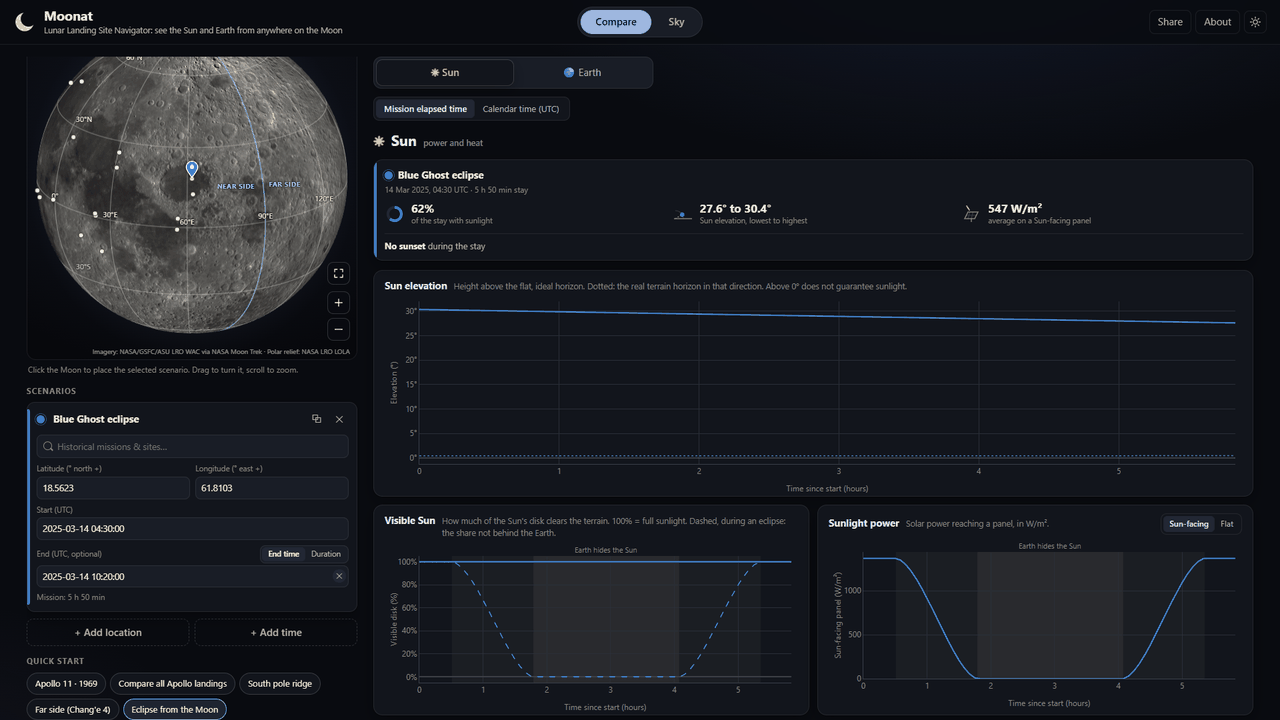 Moonat
Lunar Landing Site Navigator: see the Sun and Earth from anywhere on the Moon
Compare
Sky
Share
About
60°N
30°N
0°
30°E
60°E
90°E
120°E
30°S
NEAR SIDE
FAR SIDE
+
−
Imagery: NASA/GSFC/ASU LRO WAC via NASA Moon Trek · Polar relief: NASA LRO LOLA
Click the Moon to place the selected scenario. Drag to turn it, scroll to zoom.
SCENARIOS
Blue Ghost eclipse
Historical missions & sites...
Latitude (° north +)
Longitude (° east +)
18.5623
61.8103
Start (UTC)
2025-03-14 04:30:00
End (UTC, optional)
End time
Duration
2025-03-14 10:20:00
Mission: 5 h 50 min
+ Add location
+ Add time
QUICK START
Apollo 11 · 1969
Compare all Apollo landings
South pole ridge
Far side (Chang'e 4)
Eclipse from the Moon
Sun
Earth
Mission elapsed time
Calendar time (UTC)
Sun power and heat
Blue Ghost eclipse
14 Mar 2025, 04:30 UTC · 5 h 50 min stay
62%
of the stay with sunlight
27.6° to 30.4°
Sun elevation, lowest to highest
547 W/m²
average on a Sun-facing panel
No sunset during the stay
Sun elevation Height above the flat, ideal horizon. Dotted: the real terrain horizon in that direction. Above 0° does not guarantee sunlight.
Elevation (°)
30°
25°
20°
15°
10°
5°
0°
0 1 2 3 4 5
Time since start (hours)
Visible Sun How much of the Sun's disk clears the terrain. 100% = full sunlight. Dashed, during an eclipse:
the share not behind the Earth.
Earth hides the Sun
Visible disk (%)
100%
80%
60%
40%
20%
0%
0 1 2 3 4 5
Time since start (hours)
Sunlight power Solar power reaching a panel, in W/m².
Sun-facing
Flat
Earth hides the Sun
Sun-facing panel (W/m²)
1000
500
0
0 1 2 3 4 5
Time since start (hours)